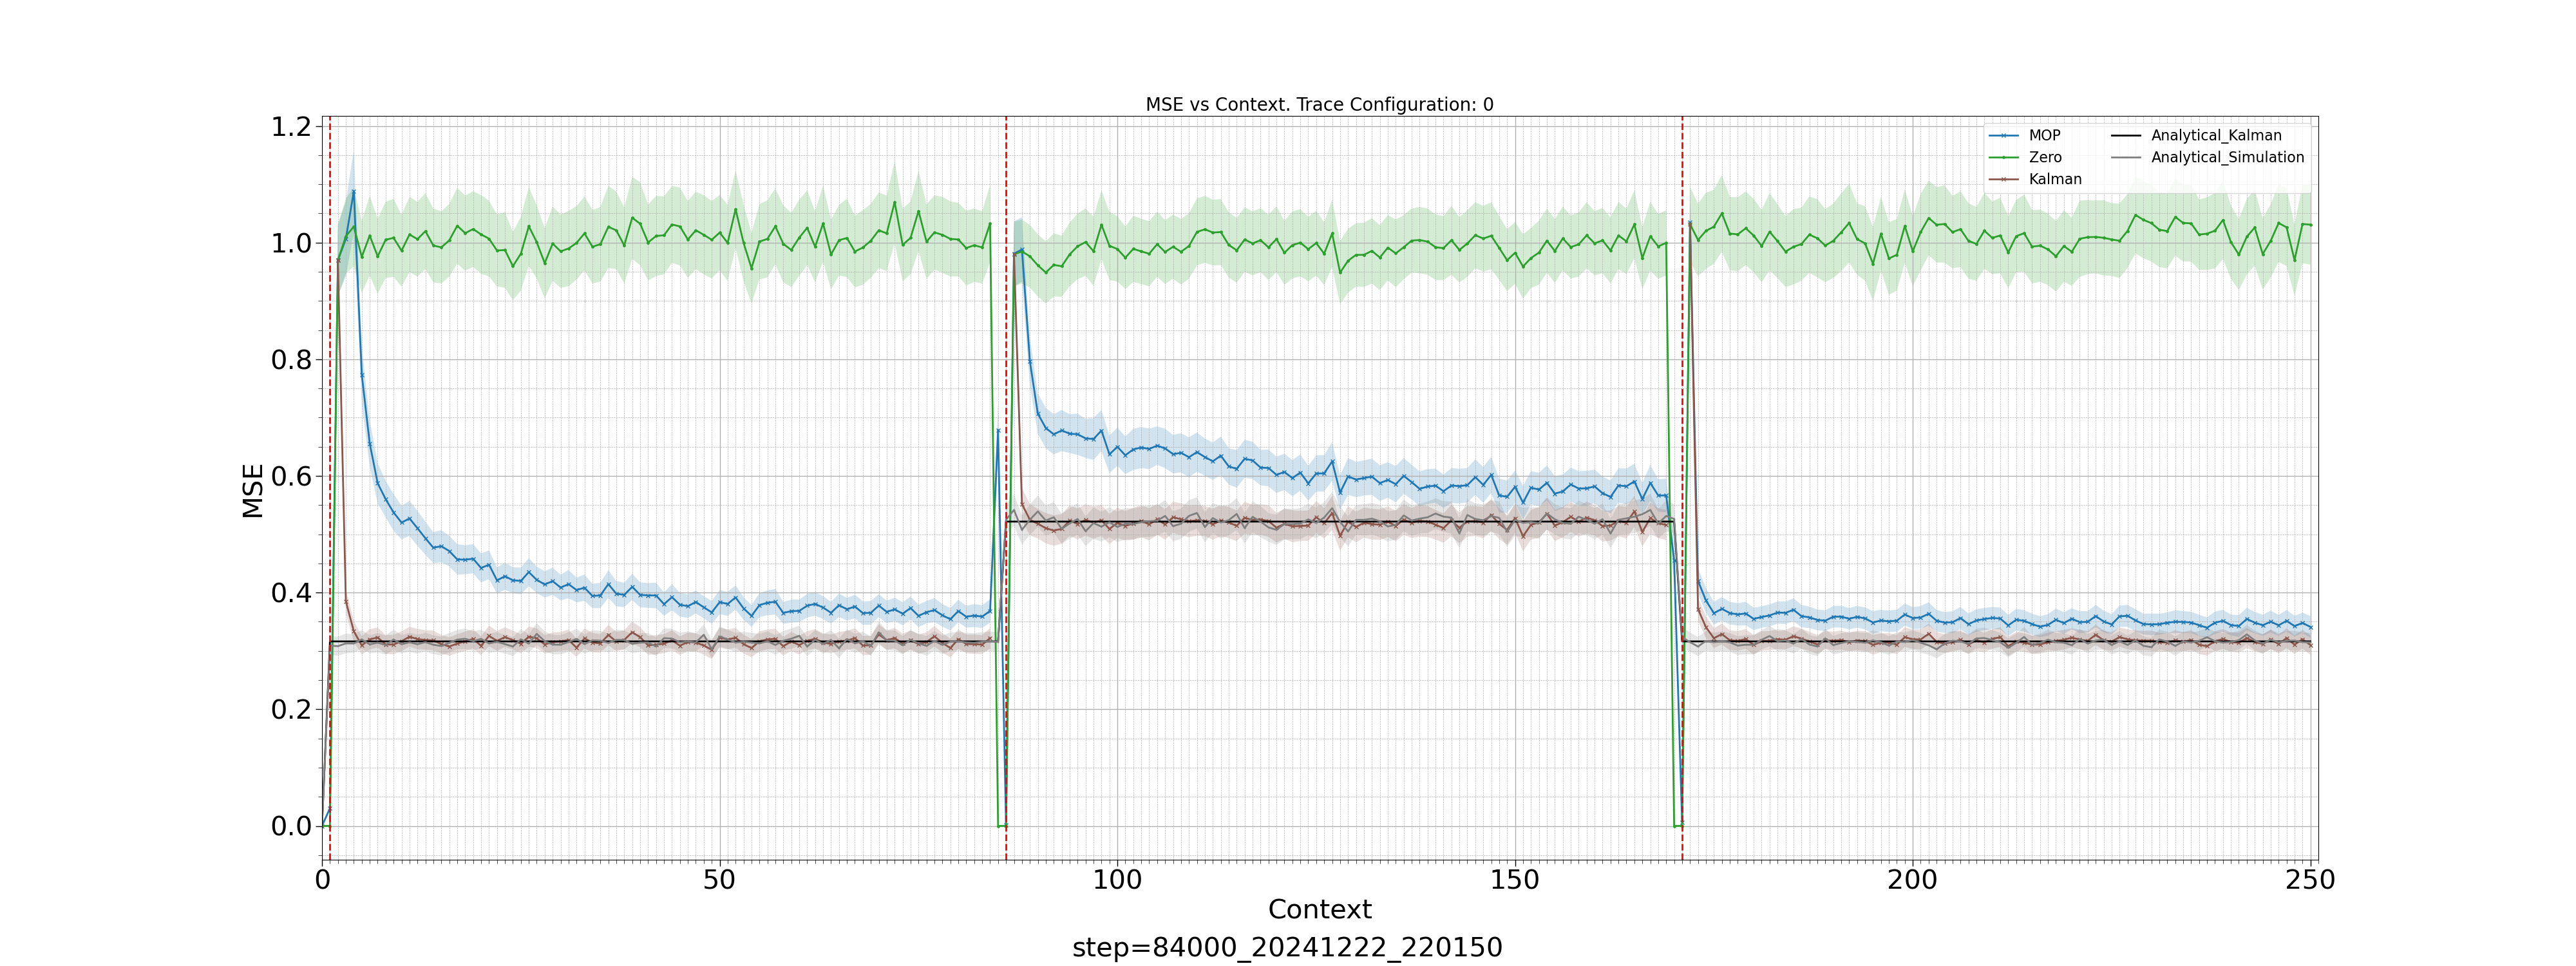 MSE vs Context. Trace Configuration: 0
1.2
1.0
0.8
0.6
0.4
0.2
0.0
MSE
MOP
Zero
Kalman
Analytical_Kalman
Analytical_Simulation
0 50 100 150 200 250
Context
step=84000_20241222_220150